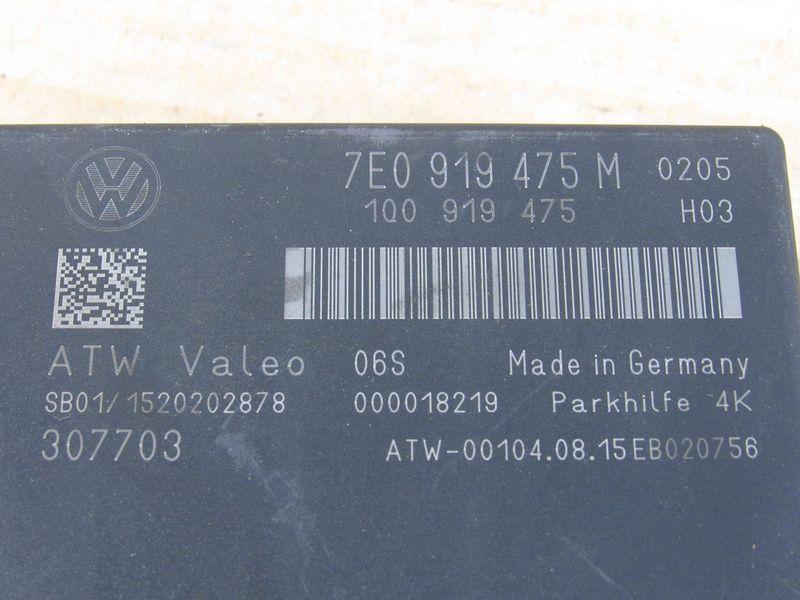 7E0 919 475 M 0205
1Q0 919 475 H03
ATW Valeo 06S Made in Germany
SB01/1520202878 000018219 Parkhilfe 4K
307703 ATW-00104.08.15EB020756